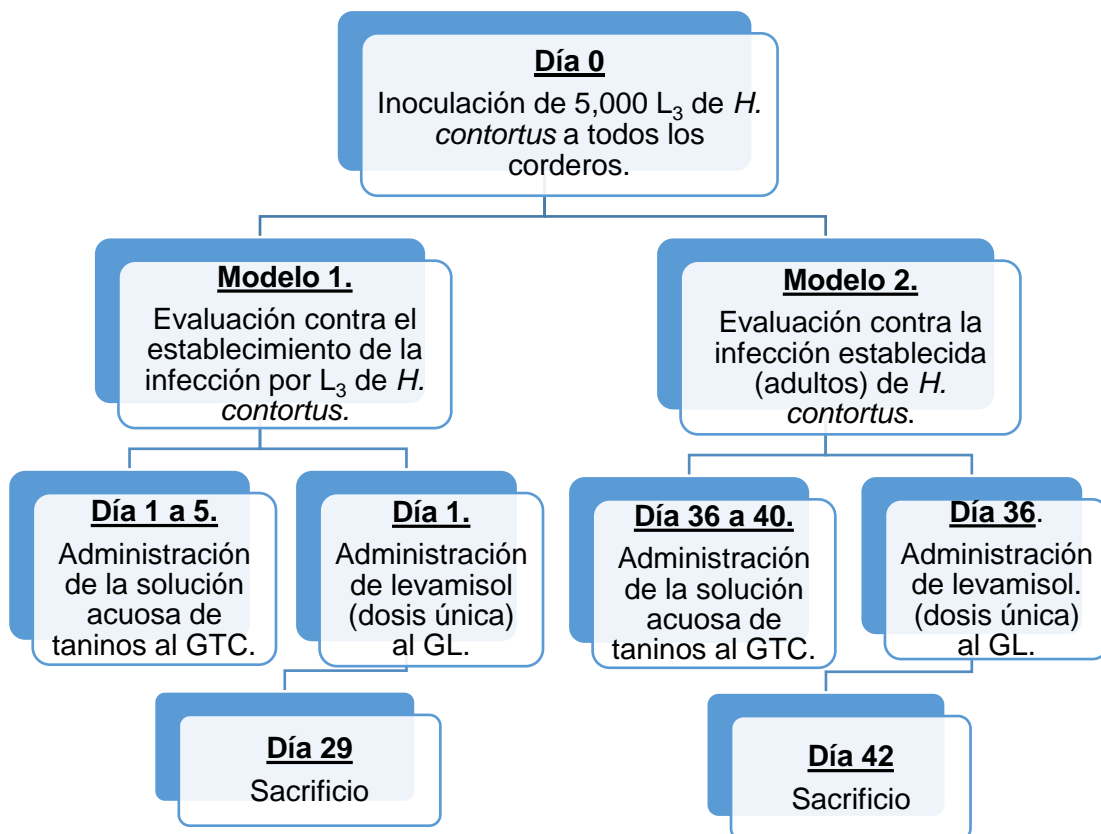 Día 0
Inoculación de 5,000 L3 de H.
contortus a todos los
corderos.
Modelo 1.
Evaluación contra el
establecimiento de la
infección por L3 de H.
contortus.
Modelo 2.
Evaluación contra la
infección establecida
(adultos) de H.
contortus.
Día 1 a 5.
Administración
de la solución
acuosa de
taninos al GTC.
Día 1.
Administración
de levamisol
(dosis única)
al GL.
Día 36 a 40.
Administración
de la solución
acuosa de
taninos al GTC.
Día 36.
Administración
de levamisol.
(dosis única)
al GL.
Día 29
Sacrificio
Día 42
Sacrificio